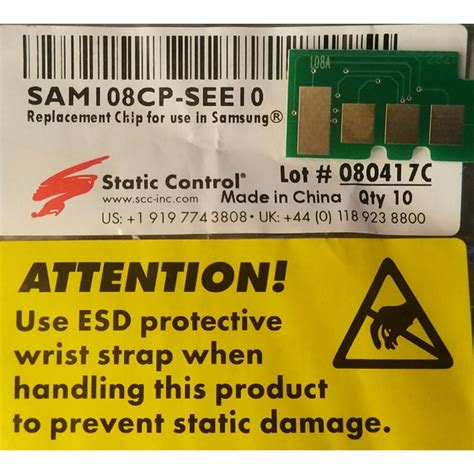 108A
SAM108CP-SEE10
Replacement Chip for use in Samsung®
Static Control®
Lot # 080417C
www.scc-inc.com
Made in China Qty 10
US: +1 919 774 3808 • UK: +44 (0) 118 923 8800
ATTENTION!
Use ESD protective
wrist strap when
handling this product
to prevent static damage.